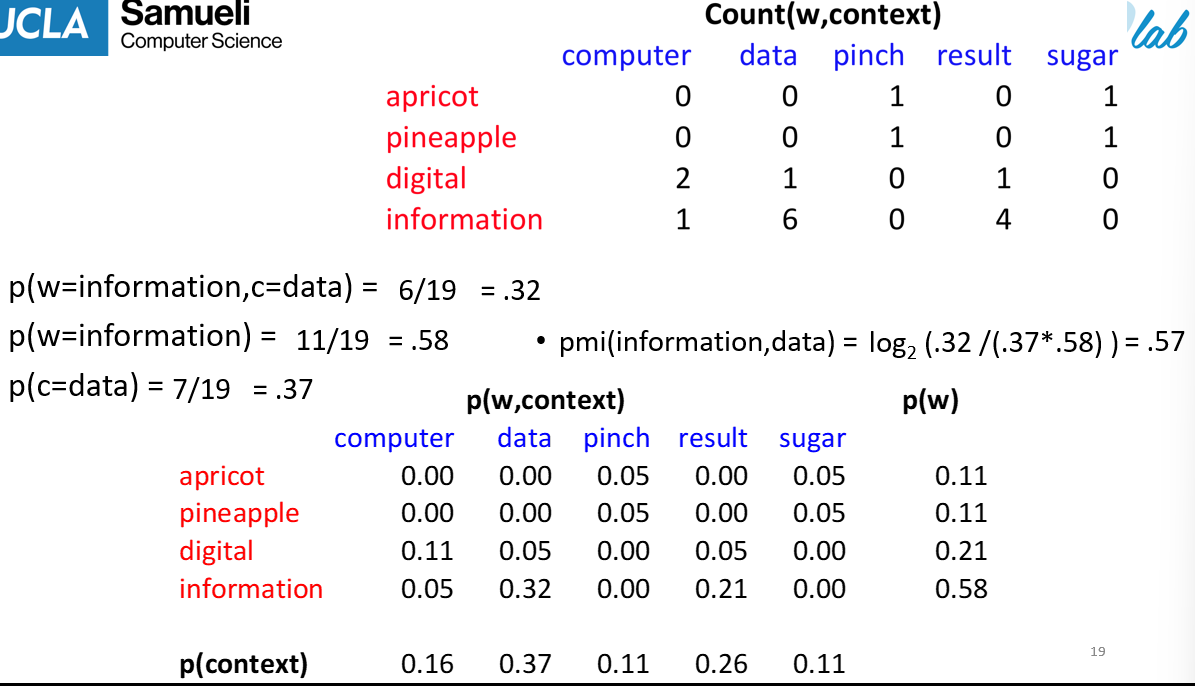 UCLA Samueli
Computer Science
lab
Count(w,context)
computer data pinch result sugar
apricot 0 0 1 0 1
pineapple 0 0 1 0 1
digital 2 1 0 1 0
information 1 6 0 4 0
p(w=information,c=data) = 6/19 = .32
p(w=information) = 11/19 = .58
• pmi(information,data) = log₂ (.32 /(.37*.58) ) = .57
p(c=data) = 7/19 = .37
p(w,context) p(w)
computer data pinch result sugar
apricot 0.00 0.00 0.05 0.00 0.05 0.11
pineapple 0.00 0.00 0.05 0.00 0.05 0.11
digital 0.11 0.05 0.00 0.05 0.00 0.21
information 0.05 0.32 0.00 0.21 0.00 0.58
p(context) 0.16 0.37 0.11 0.26 0.11
19